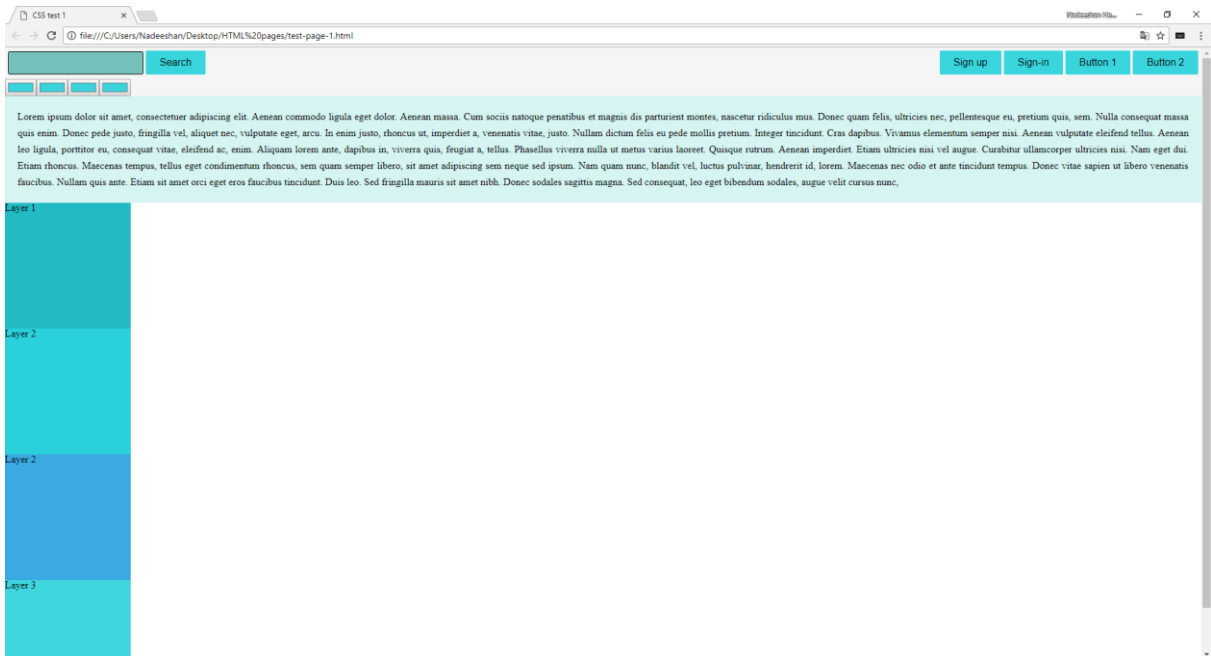 CSS test 1
file:///C:/Users/Nadeeshan/Desktop/HTML%20pages/test-page-1.html
Search Sign up Sign-in Button 1 Button 2
Lorem ipsum dolor sit amet, consectetuer adipiscing elit. Aenean commodo ligula eget dolor. Aenean massa. Cum sociis natoque penatibus et magnis dis parturient montes, nascetur ridiculus mus. Donec quam felis, ultricies nec, pellentesque eu, pretium quis, sem. Nulla consequat massa
quis enim. Donec pede justo, fringilla vel, aliquet nec, vulputate eget, arcu. In enim justo, rhoncus ut, imperdiet a, venenatis vitae, justo. Nullam dictum felis eu pede mollis pretium. Integer tincidunt. Cras dapibus. Vivamus elementum semper nisi. Aenean vulputate eleifend tellus. Aenean
leo ligula, porttitor eu, consequat vitae, eleifend ac, enim. Aliquam lorem ante, dapibus in, viverra quis, feugiat a, tellus. Phasellus viverra nulla ut metus varius laoreet. Quisque rutrum. Aenean imperdiet. Etiam ultricies nisi vel augue. Curabitur ullamcorper ultricies nisi. Nam eget dui.
Etiam rhoncus. Maecenas tempus, tellus eget condimentum rhoncus, sem quam semper libero, sit amet adipiscing sem neque sed ipsum. Nam quam nunc, blandit vel, luctus pulvinar, hendrerit id, lorem. Maecenas nec odio et ante tincidunt tempus. Donec vitae sapien ut libero venenatis
faucibus. Nullam quis ante. Etiam sit amet orci eget eros faucibus tincidunt. Duis leo. Sed fringilla mauris sit amet nibh. Donec sodales sagittis magna. Sed consequat, leo eget bibendum sodales, augue velit cursus nunc,
Layer 1
Layer 2
Layer 2
Layer 3